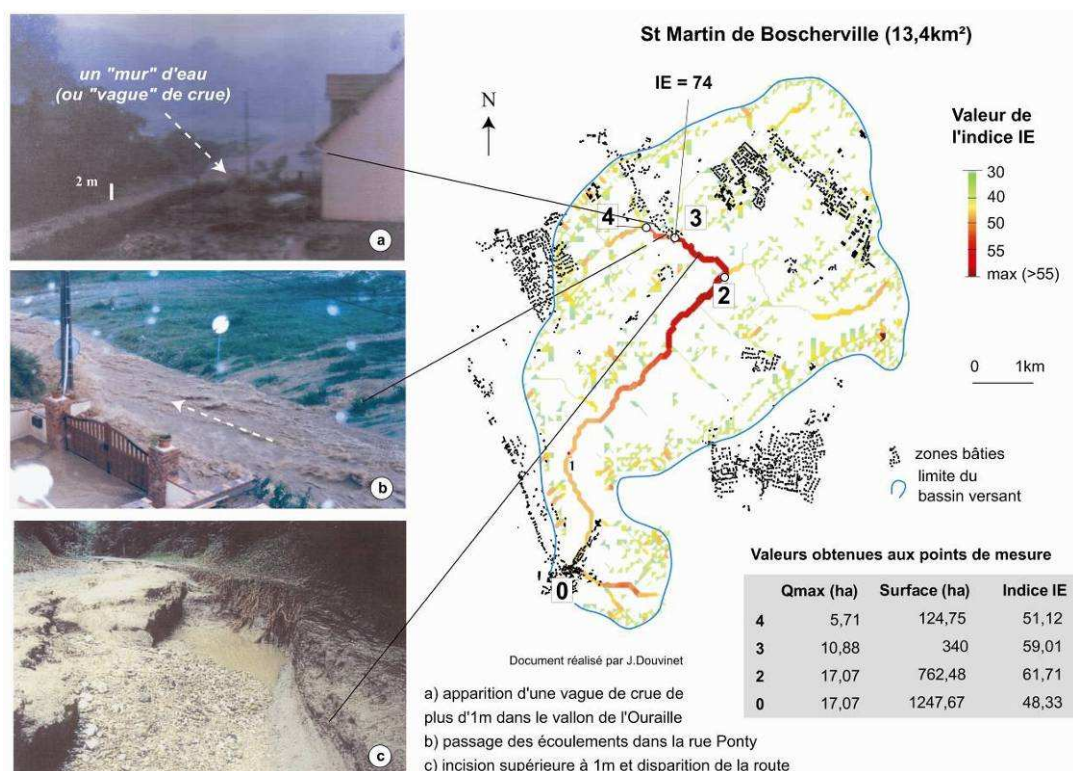 un "mur" d'eau
(ou "vague" de crue)
2 m
a
b
c
St Martin de Boscherville (13,4km²)
IE = 74
N
4
3
2
1
0
Valeur de
l'indice IE
30
40
50
55
max (>55)
0 1km
zones bâties
limite du
bassin versant
Valeurs obtenues aux points de mesure
Qmax (ha) Surface (ha) Indice IE
4 5,71 124,75 51,12
3 10,88 340 59,01
2 17,07 762,48 61,71
0 17,07 1247,67 48,33
Document réalisé par J.Douvinet
a) apparition d'une vague de crue de
plus d'1m dans le vallon de l'Ouraille
b) passage des écoulements dans la rue Ponty
c) incision supérieure à 1m et disparition de la route